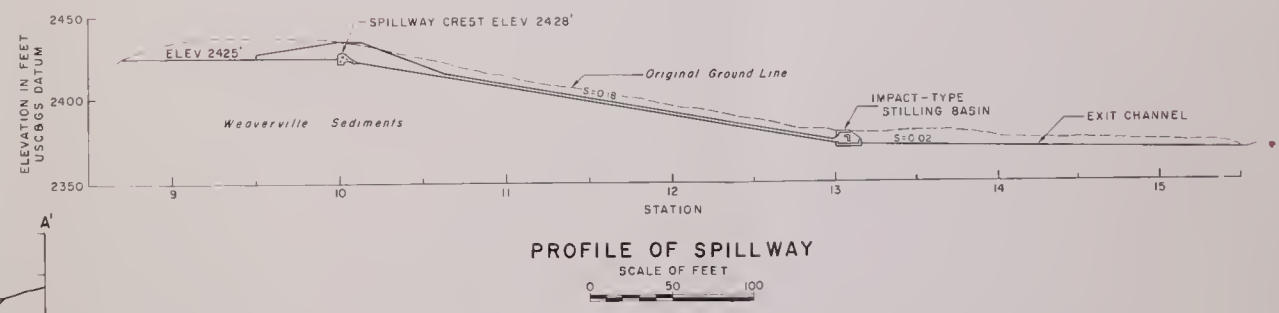 2450
SPILLWAY CREST ELEV 2428'
ELEV 2425'
Original Ground Line
S=0.18
2400
IMPACT-TYPE
STILLING BASIN
EXIT CHANNEL
Weaverville Sediments
S=0.02
ELEVATION IN FEET
USC&GS DATUM
2350
9
10
11
12
13
14
15
STATION
A'
PROFILE OF SPILLWAY
SCALE OF FEET
0
50
100